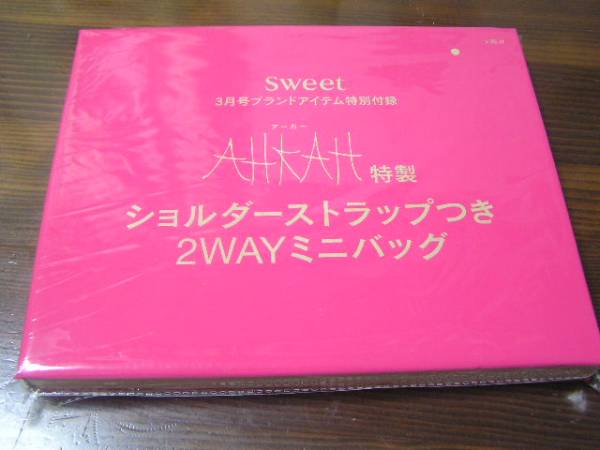 sweet
3月号ブランドアイテム特別付録
アーカー
AHKAH特製
ショルダーストラップつき
2WAYミニバッグ